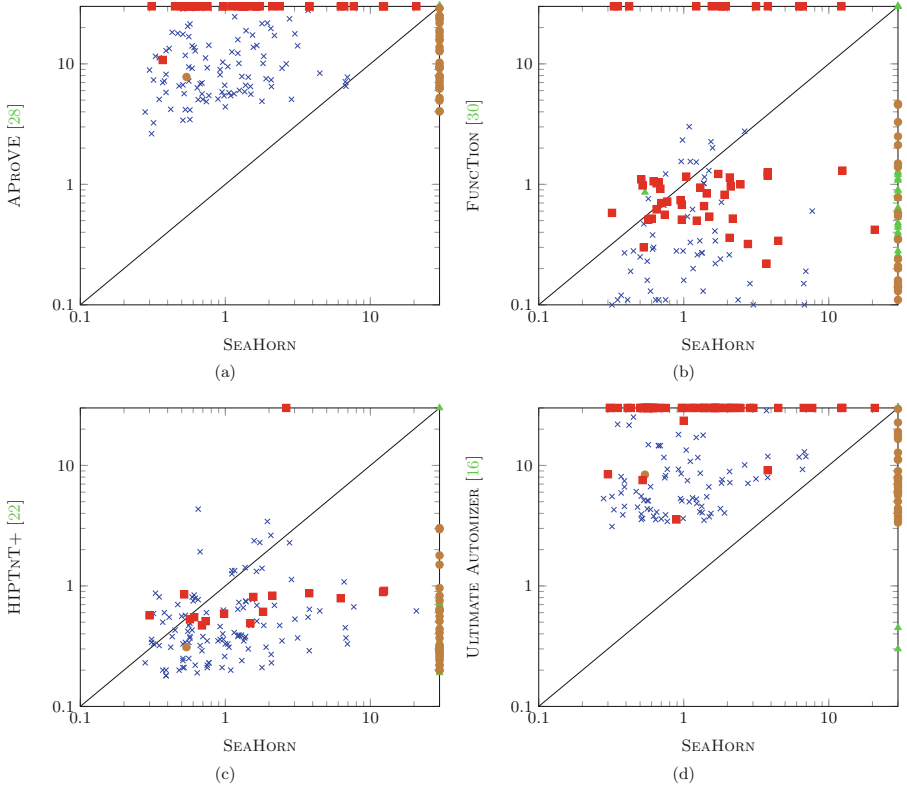 10
1
0.1
0.1
1
10
APROVE [28]
SEAHORN
(a)
10
1
0.1
0.1
1
10
FUNCTION [30]
SEAHORN
(b)
10
1
0.1
0.1
1
10
HIPTNT+ [22]
SEAHORN
(c)
10
1
0.1
0.1
1
10
ULTIMATE AUTOMIZER [16]
SEAHORN
(d)